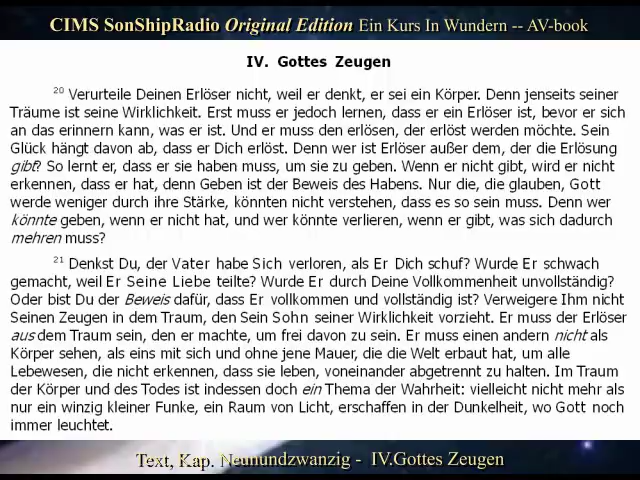 CIMS SonShipRadio Original Edition Ein Kurs In Wundern -- AV-book
IV. Gottes Zeugen
20 Verurteile Deinen Erlöser nicht, weil er denkt, er sei ein Körper. Denn jenseits seiner
Träume ist seine Wirklichkeit. Erst muss er jedoch lernen, dass er ein Erlöser ist, bevor er sich
an das erinnern kann, was er ist. Und er muss den erlösen, der erlöst werden möchte. Sein
Glück hängt davon ab, dass er Dich erlöst. Denn wer ist Erlöser außer dem, der die Erlösung
gibt? So lernt er, dass er sie haben muss, um sie zu geben. Wenn er nicht gibt, wird er nicht
erkennen, dass er hat, denn Geben ist der Beweis des Habens. Nur die, die glauben, Gott
werde weniger durch ihre Stärke, könnten nicht verstehen, dass es so sein muss. Denn wer
könnte geben, wenn er nicht hat, und wer könnte verlieren, wenn er gibt, was sich dadurch
mehren muss?
21 Denkst Du, der Vater habe Sich verloren, als Er Dich schuf? Wurde Er schwach
gemacht, weil Er Seine Liebe teilte? Wurde Er durch Deine Vollkommenheit unvollständig?
Oder bist Du der Beweis dafür, dass Er vollkommen und vollständig ist? Verweigere Ihm nicht
Seinen Zeugen in dem Traum, den Sein Sohn seiner Wirklichkeit vorzieht. Er muss der Erlöser
aus dem Traum sein, den er machte, um frei davon zu sein. Er muss einen andern nicht als
Körper sehen, als eins mit sich und ohne jene Mauer, die die Welt erbaut hat, um alle
Lebewesen, die nicht erkennen, dass sie leben, voneinander abgetrennt zu halten. Im Traum
der Körper und des Todes ist indessen doch ein Thema der Wahrheit: vielleicht nicht mehr als
nur ein winzig kleiner Funke, ein Raum von Licht, erschaffen in der Dunkelheit, wo Gott noch
immer leuchtet.
Text, Kap. Neunundzwanzig - IV.Gottes Zeugen